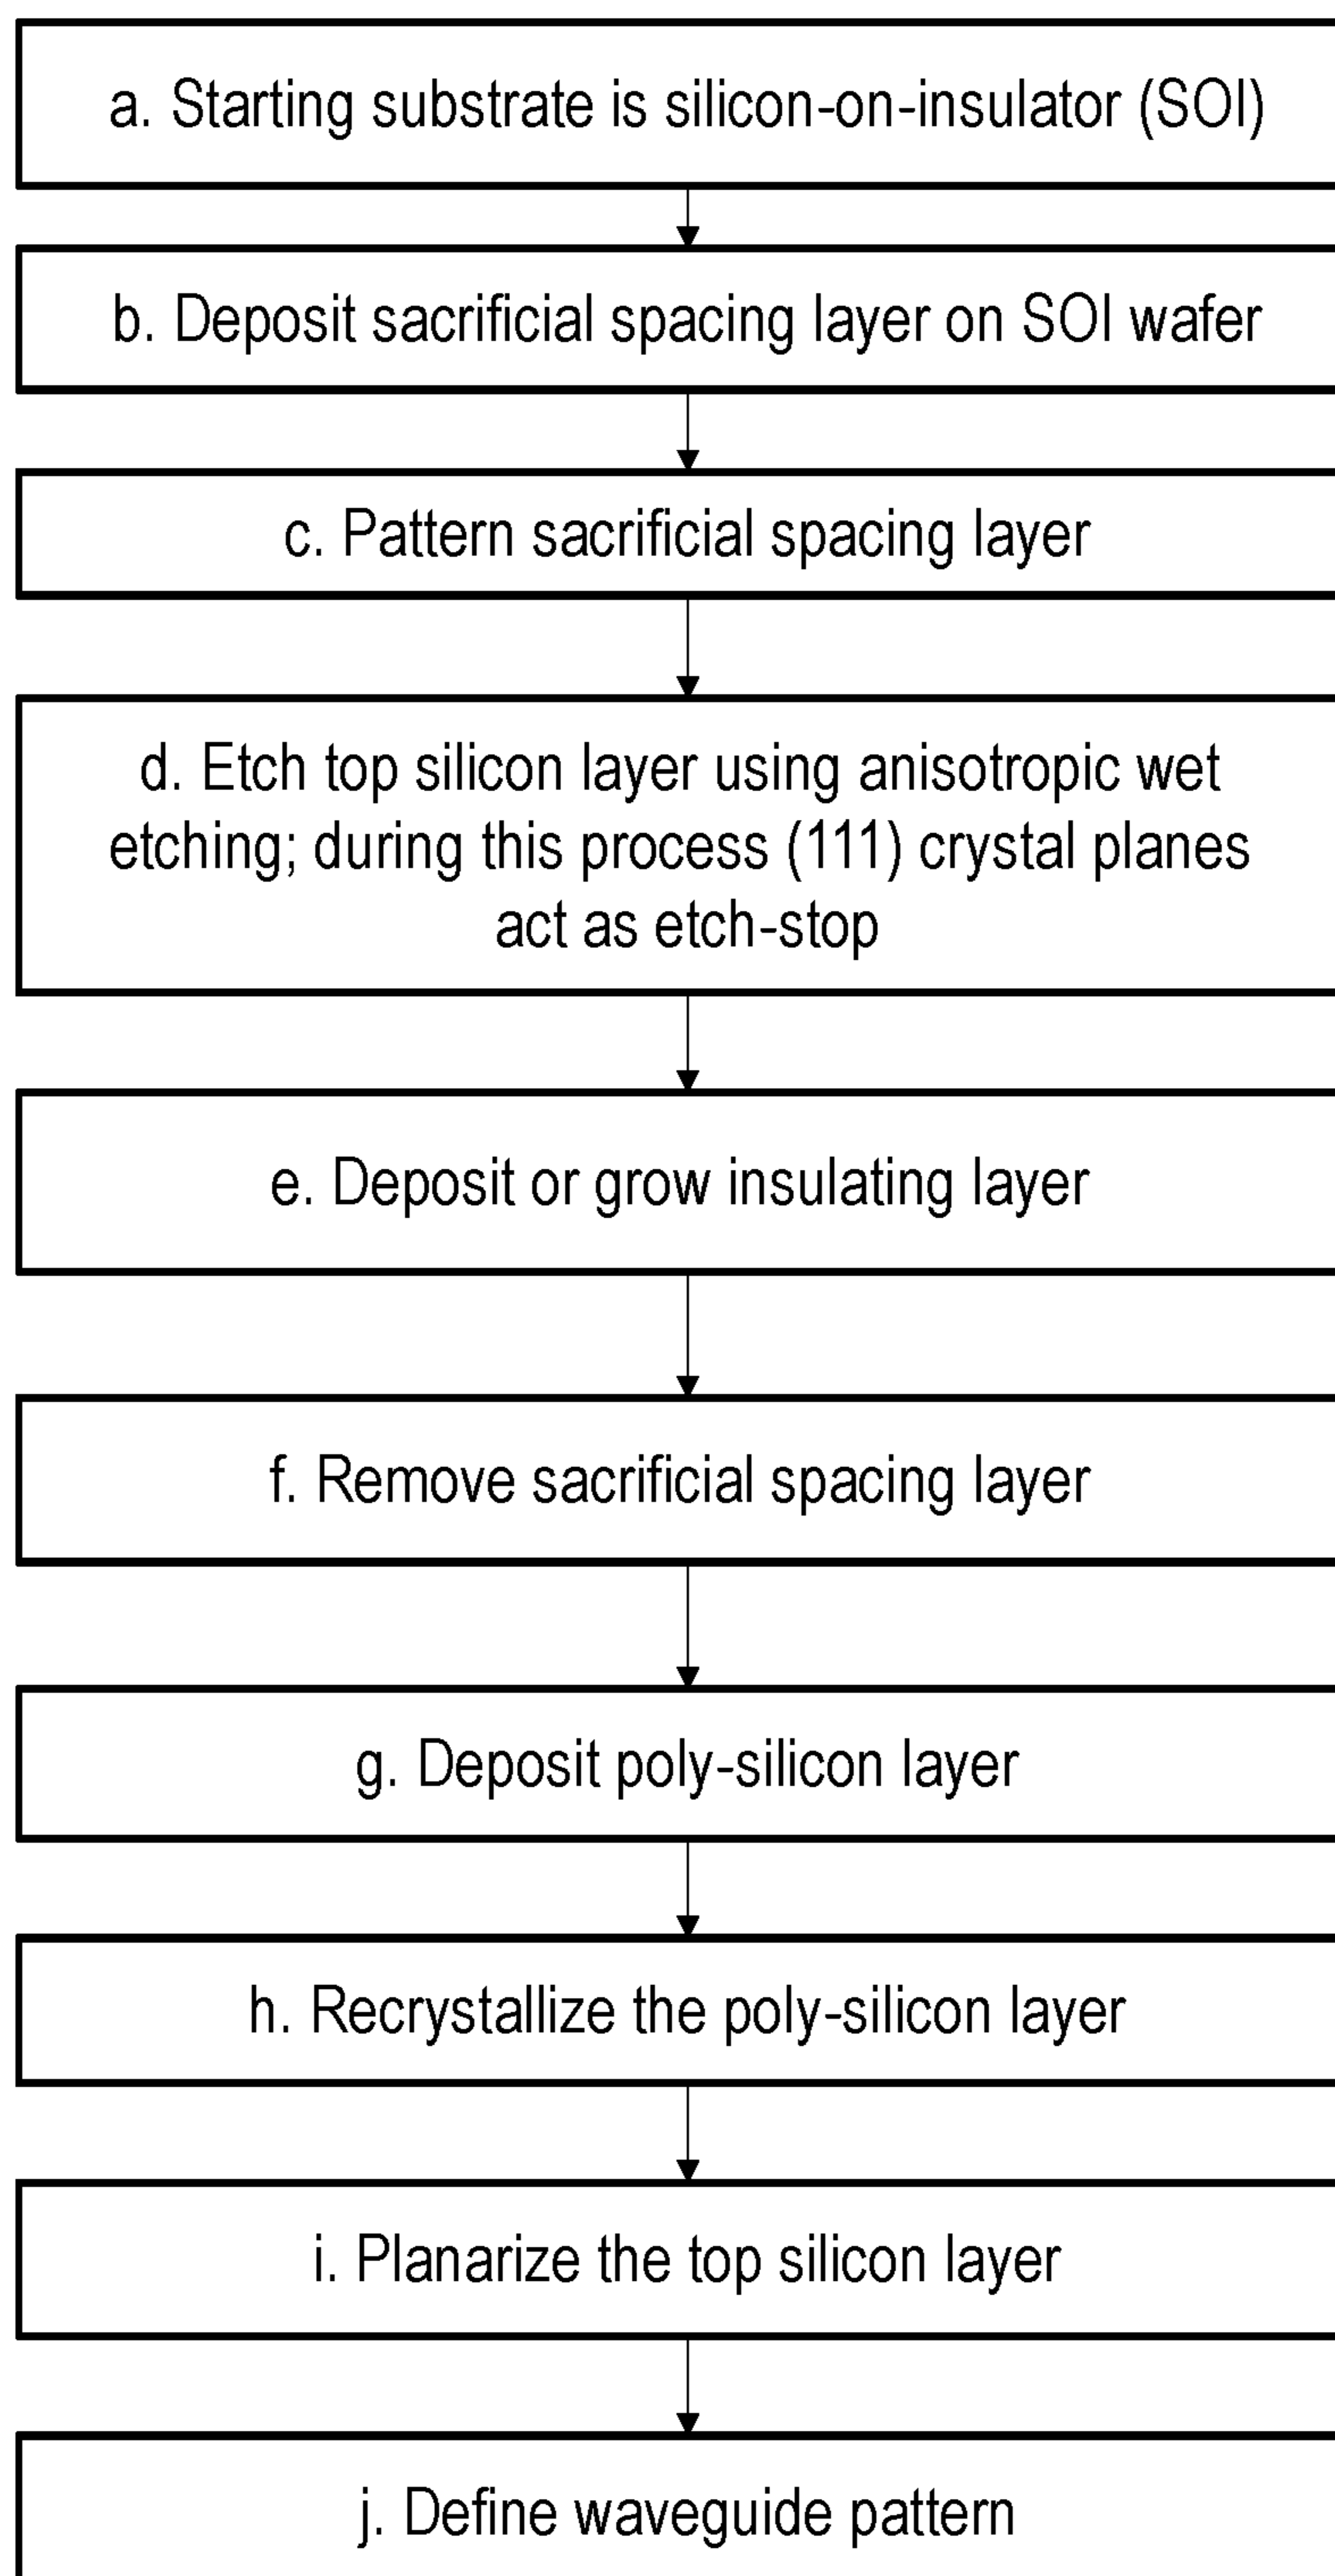 a. Starting substrate is silicon-on-insulator (SOI)
b. Deposit sacrificial spacing layer on SOI wafer
c. Pattern sacrificial spacing layer
d. Etch top silicon layer using anisotropic wet
etching; during this process (111) crystal planes
act as etch-stop
e. Deposit or grow insulating layer
f. Remove sacrificial spacing layer
g. Deposit poly-silicon layer
h. Recrystallize the poly-silicon layer
i. Planarize the top silicon layer
j. Define waveguide pattern